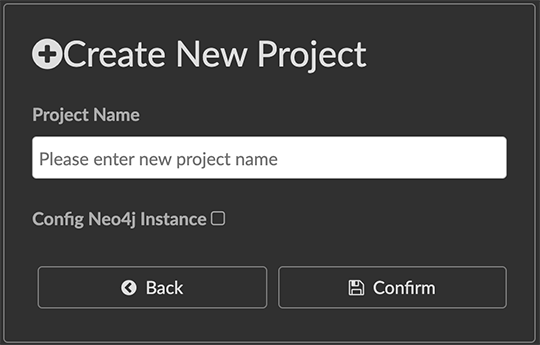 Create New Project
Project Name
Please enter new project name
Config Neo4j Instance
Back
Confirm